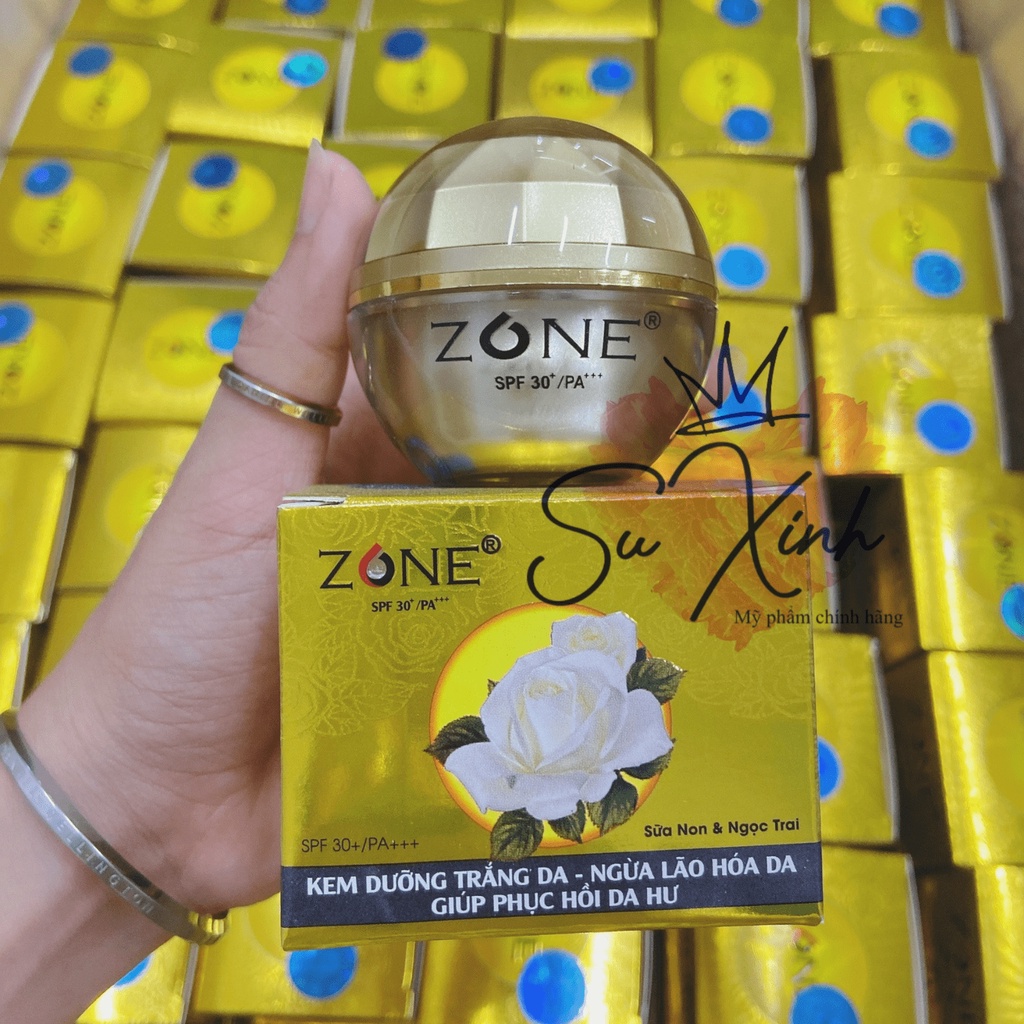 ZONE®
SPF 30⁺/PA⁺⁺⁺
Su Xinh
Mỹ phẩm chính hãng
ZONE®
SPF 30⁺/PA⁺⁺⁺
SPF 30+/PA+++
Sữa Non & Ngọc Trai
KEM DƯỠNG TRẮNG DA - NGỪA LÃO HÓA DA
GIÚP PHỤC HỒI DA HƯ